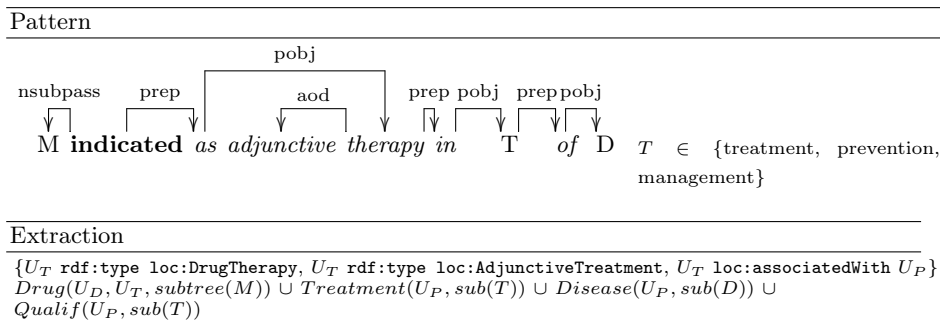 Pattern
pobj
nsubpass prep aod prep pobj prep pobj
M indicated as adjunctive therapy in T of D T ∈ {treatment, prevention,
management}
Extraction
{U_T rdf:type loc:DrugTherapy, U_T rdf:type loc:AdjunctiveTreatment, U_T loc:associatedWith U_P}
Drug(U_D, U_T, subtree(M)) ∪ Treatment(U_P, sub(T)) ∪ Disease(U_P, sub(D)) ∪
Qualif(U_P, sub(T))